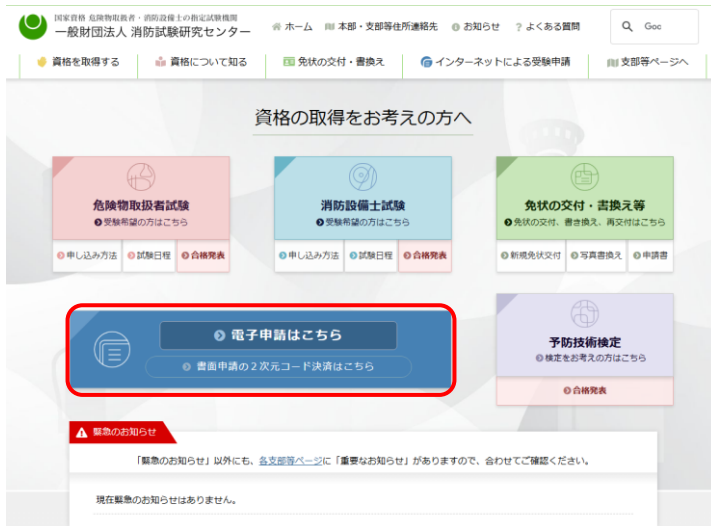 国家資格 危険物取扱者・消防設備士の指定試験機関
一般財団法人 消防試験研究センター
ホーム 本部・支部等住所連絡先 お知らせ ? よくある質問 Goc
資格を取得する 資格について知る 免状の交付・書換え インターネットによる受験申請 支部等ページへ
資格の取得をお考えの方へ
危険物取扱者試験
受験希望の方はこちら
申し込み方法 試験日程 合格発表
消防設備士試験
受験希望の方はこちら
申し込み方法 試験日程 合格発表
免状の交付・書換え等
免状の交付、書き換え、再交付はこちら
新規免状交付 写真書換え 申請書
電子申請はこちら
書面申請の2次元コード決済はこちら
予防技術検定
検定をお考えの方はこちら
合格発表
緊急のお知らせ
「緊急のお知らせ」以外にも、各支部等ページに「重要なお知らせ」がありますので、合わせてご確認ください。
現在緊急のお知らせはありません。